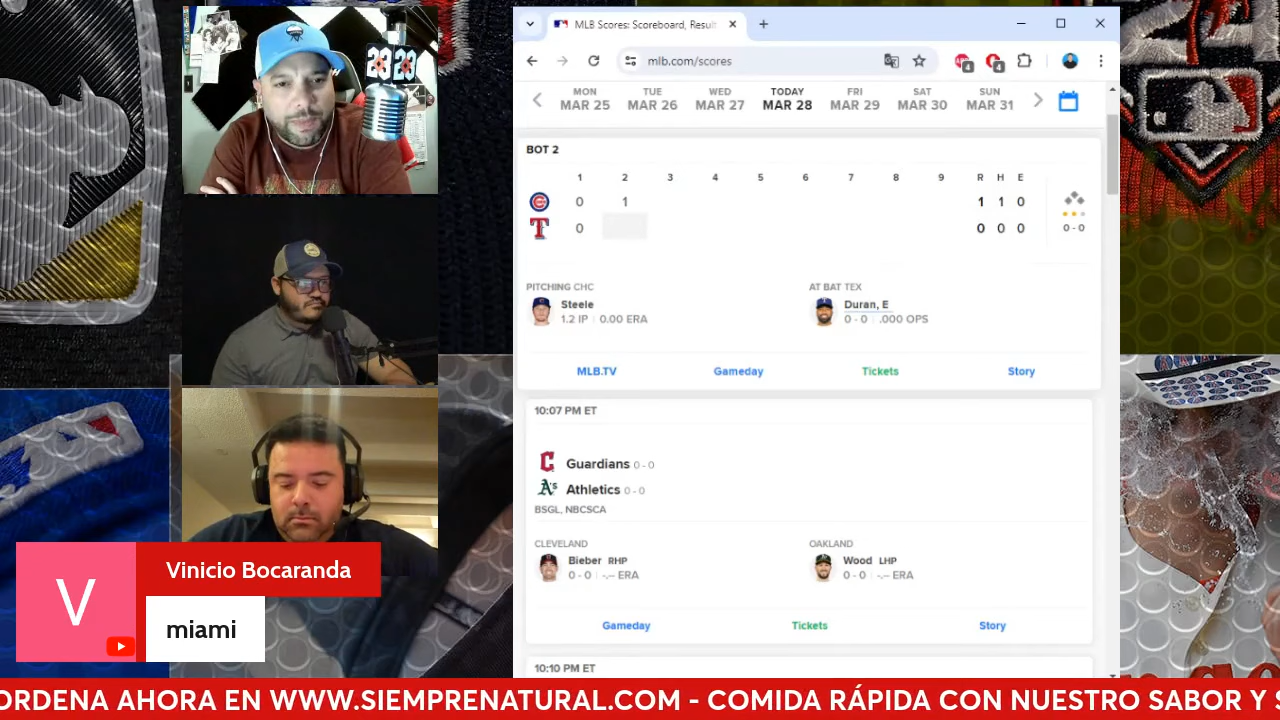 MLB Scores: Scoreboard, Result
mlb.com/scores
4
4
MON
MAR 25
TUE
MAR 26
WED
MAR 27
TODAY
MAR 28
FRI
MAR 29
SAT
MAR 30
SUN
MAR 31
BOT 2
1 2 3 4 5 6 7 8 9 R H E
0 1 1 1 0
0 0 0 0
0 - 0
PITCHING CHC
Steele
1.2 IP | 0.00 ERA
AT BAT TEX
Duran, E
0 - 0 | .000 OPS
MLB.TV Gameday Tickets Story
10:07 PM ET
Guardians 0 - 0
Athletics 0 - 0
BSGL, NBCSCA
CLEVELAND
Bieber RHP
0 - 0 | -.-- ERA
OAKLAND
Wood LHP
0 - 0 | -.-- ERA
Gameday Tickets Story
10:10 PM ET
23 23
V
Vinicio Bocaranda
miami
ORDENA AHORA EN WWW.SIEMPRENATURAL.COM - COMIDA RÁPIDA CON NUESTRO SABOR Y S